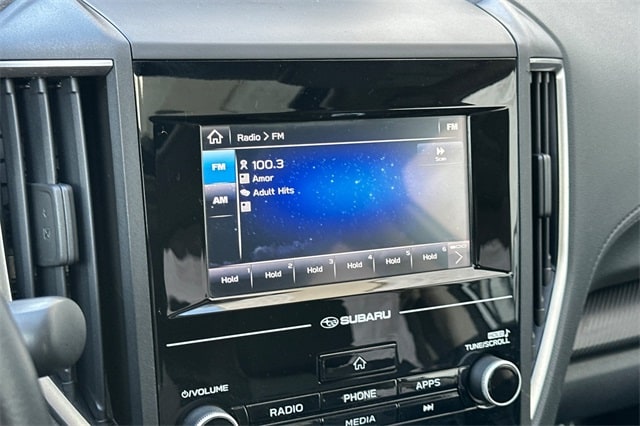 Radio > FM
FM
FM
100.3
Scan
Amor
AM
Adult Hits
1 2 3 4 5 6
Hold Hold Hold Hold Hold Hold
SUBARU
TUNE/SCROLL
VOLUME
RADIO PHONE APPS
MEDIA